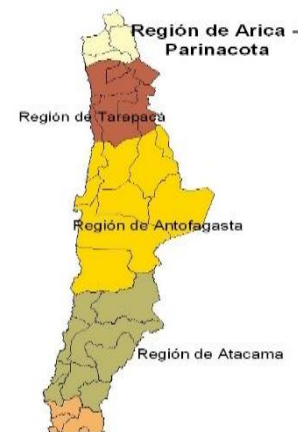 Región de Arica -
Parinacota
Región de Tarapacá
Región de Antofagasta
Región de Atacama